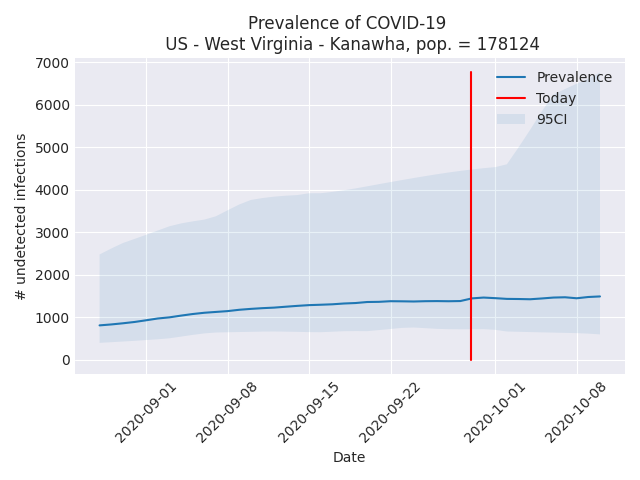 Prevalence of COVID-19
US - West Virginia - Kanawha, pop. = 178124
7000
6000
5000
4000
3000
2000
1000
0
# undetected infections
Prevalence
Today
95CI
2020-09-01
2020-09-08
2020-09-15
2020-09-22
2020-10-01
2020-10-08
Date